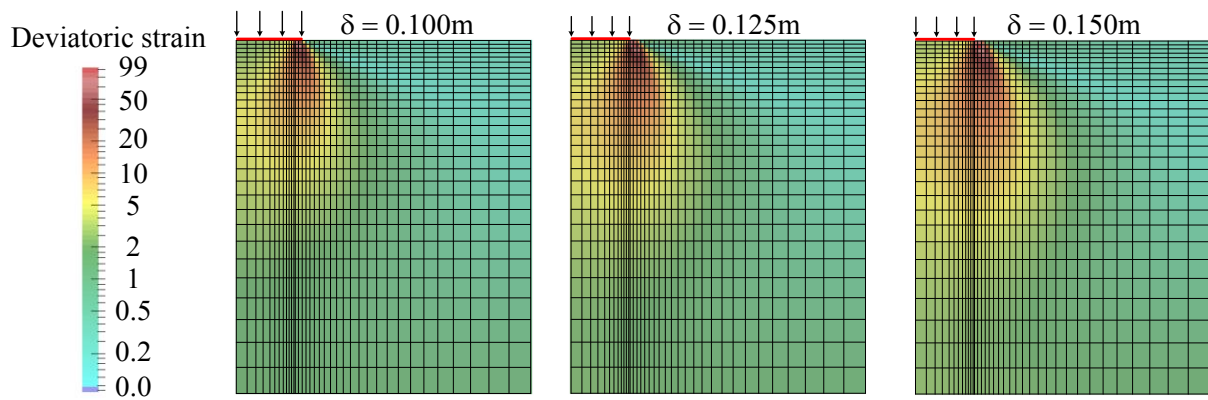 δ = 0.100m
δ = 0.125m
δ = 0.150m
Deviatoric strain
99
50
20
10
5
2
1
0.5
0.2
0.0